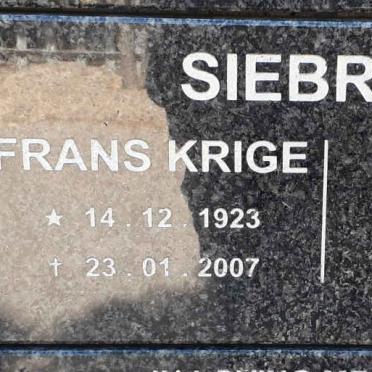 SIEBR
FRANS KRIGE
★ 14 . 12 . 1923
† 23 . 01 . 2007